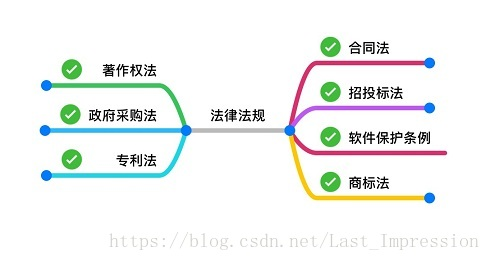 著作权法
政府采购法
专利法
法律法规
合同法
招投标法
软件保护条例
商标法
https://blog.csdn.net/Last_Impression